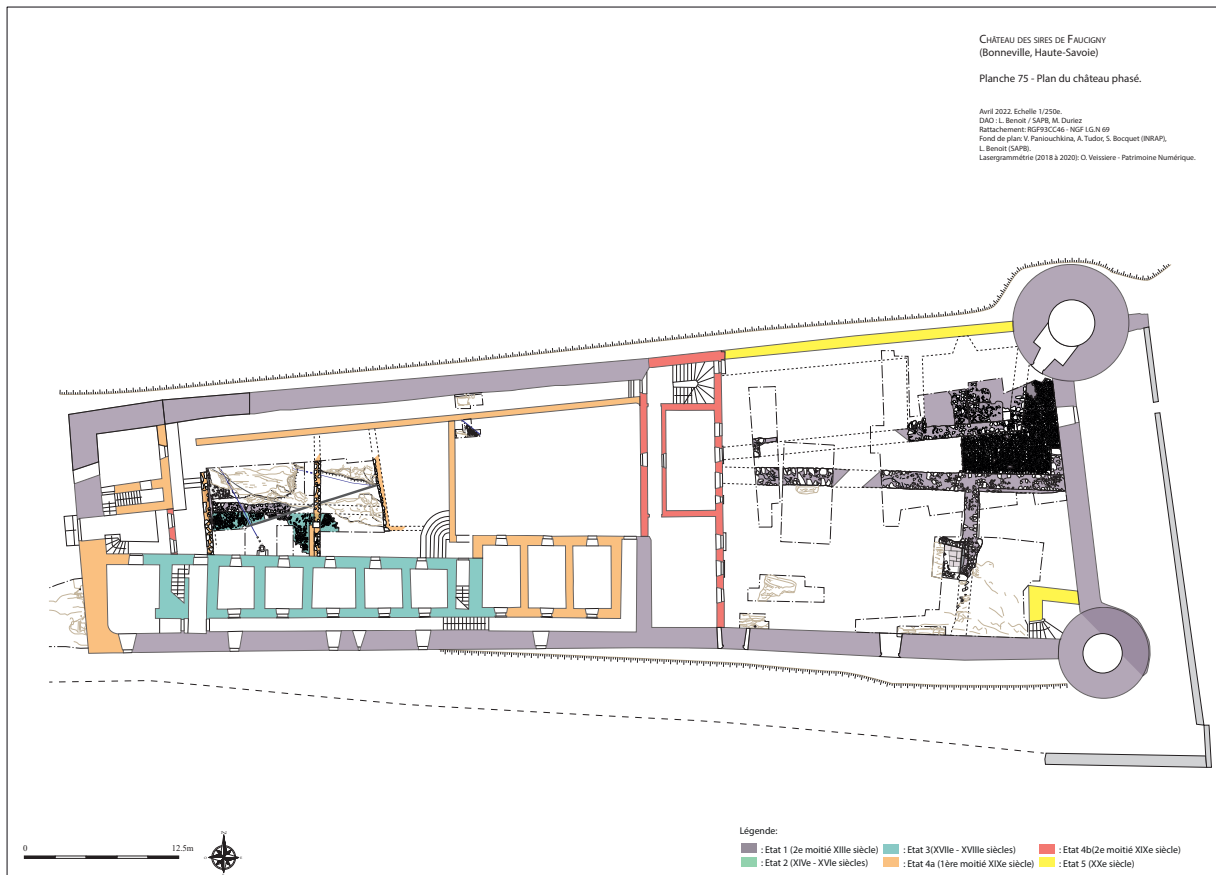 CHÂTEAU DES SIRES DE FAUCIGNY
(Bonneville, Haute-Savoie)
Planche 75 - Plan du château phasé.
Avril 2022. Echelle 1/250e.
DAO : L. Benoit / SAPB, M. Duriez
Rattachement: RGF93CC46 - NGF I.G.N 69
Fond de plan: V. Paniouchkina, A. Tudor, S. Bocquet (INRAP),
L. Benoit (SAPB).
Lasergrammétrie (2018 à 2020): O. Veissiere - Patrimoine Numérique.
0 12.5m
Légende:
: Etat 1 (2e moitié XIIIe siècle) : Etat 3(XVIIe - XVIIIe siècles) : Etat 4b(2e moitié XIXe siècle)
: Etat 2 (XIVe - XVIe siècles) : Etat 4a (1ère moitié XIXe siècle) : Etat 5 (XXe siècle)